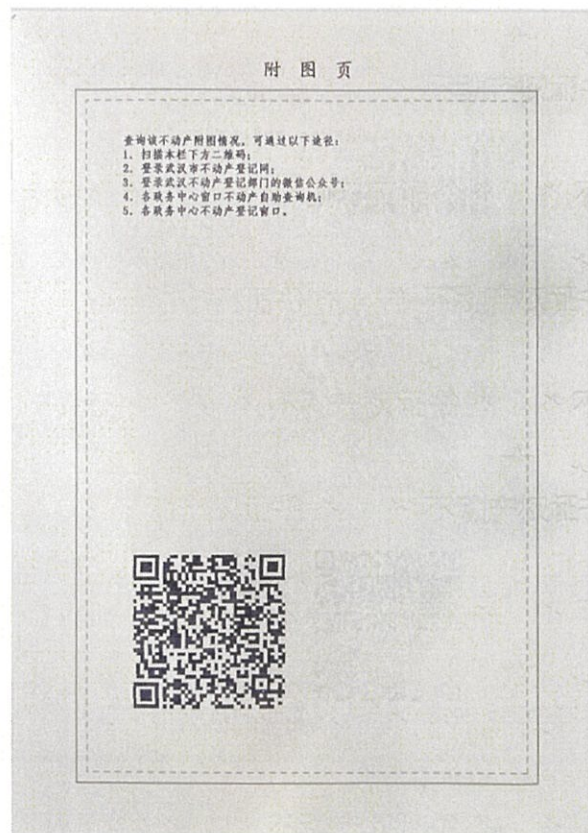 附 图 页
查询该不动产附图情况，可通过以下途径：
1、扫描本栏下方二维码；
2、登录武汉市不动产登记网；
3、登录武汉不动产登记部门的微信公众号；
4、各政务中心窗口不动产自助查询机；
5、各政务中心不动产登记窗口。